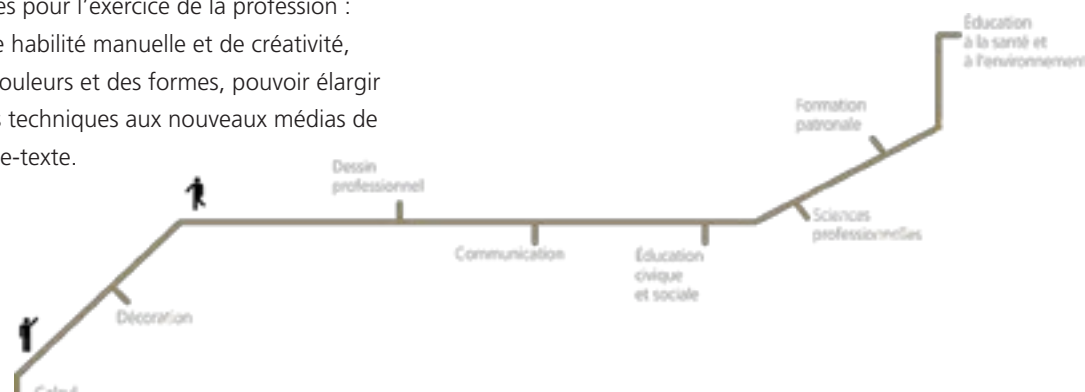 es pour l'exercice de la profession :
e habilité manuelle et de créativité,
ouleurs et des formes, pouvoir élargir
s techniques aux nouveaux médias de
e-texte.
Éducation
à la santé et
à l'environnement
Formation
patronale
Dessin
professionnel
Sciences
professionnelles
Communication
Éducation
civique
et sociale
Décoration